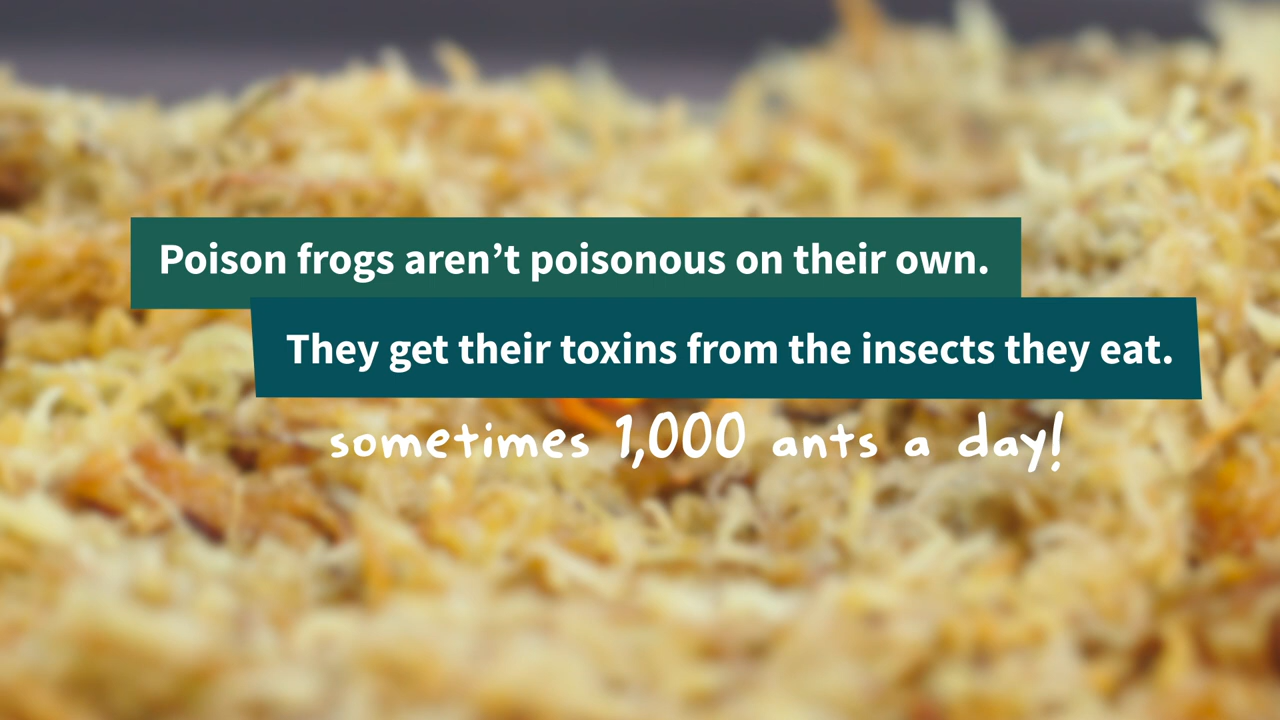 Poison frogs aren’t poisonous on their own.
They get their toxins from the insects they eat.
sometimes 1,000 ants a day!